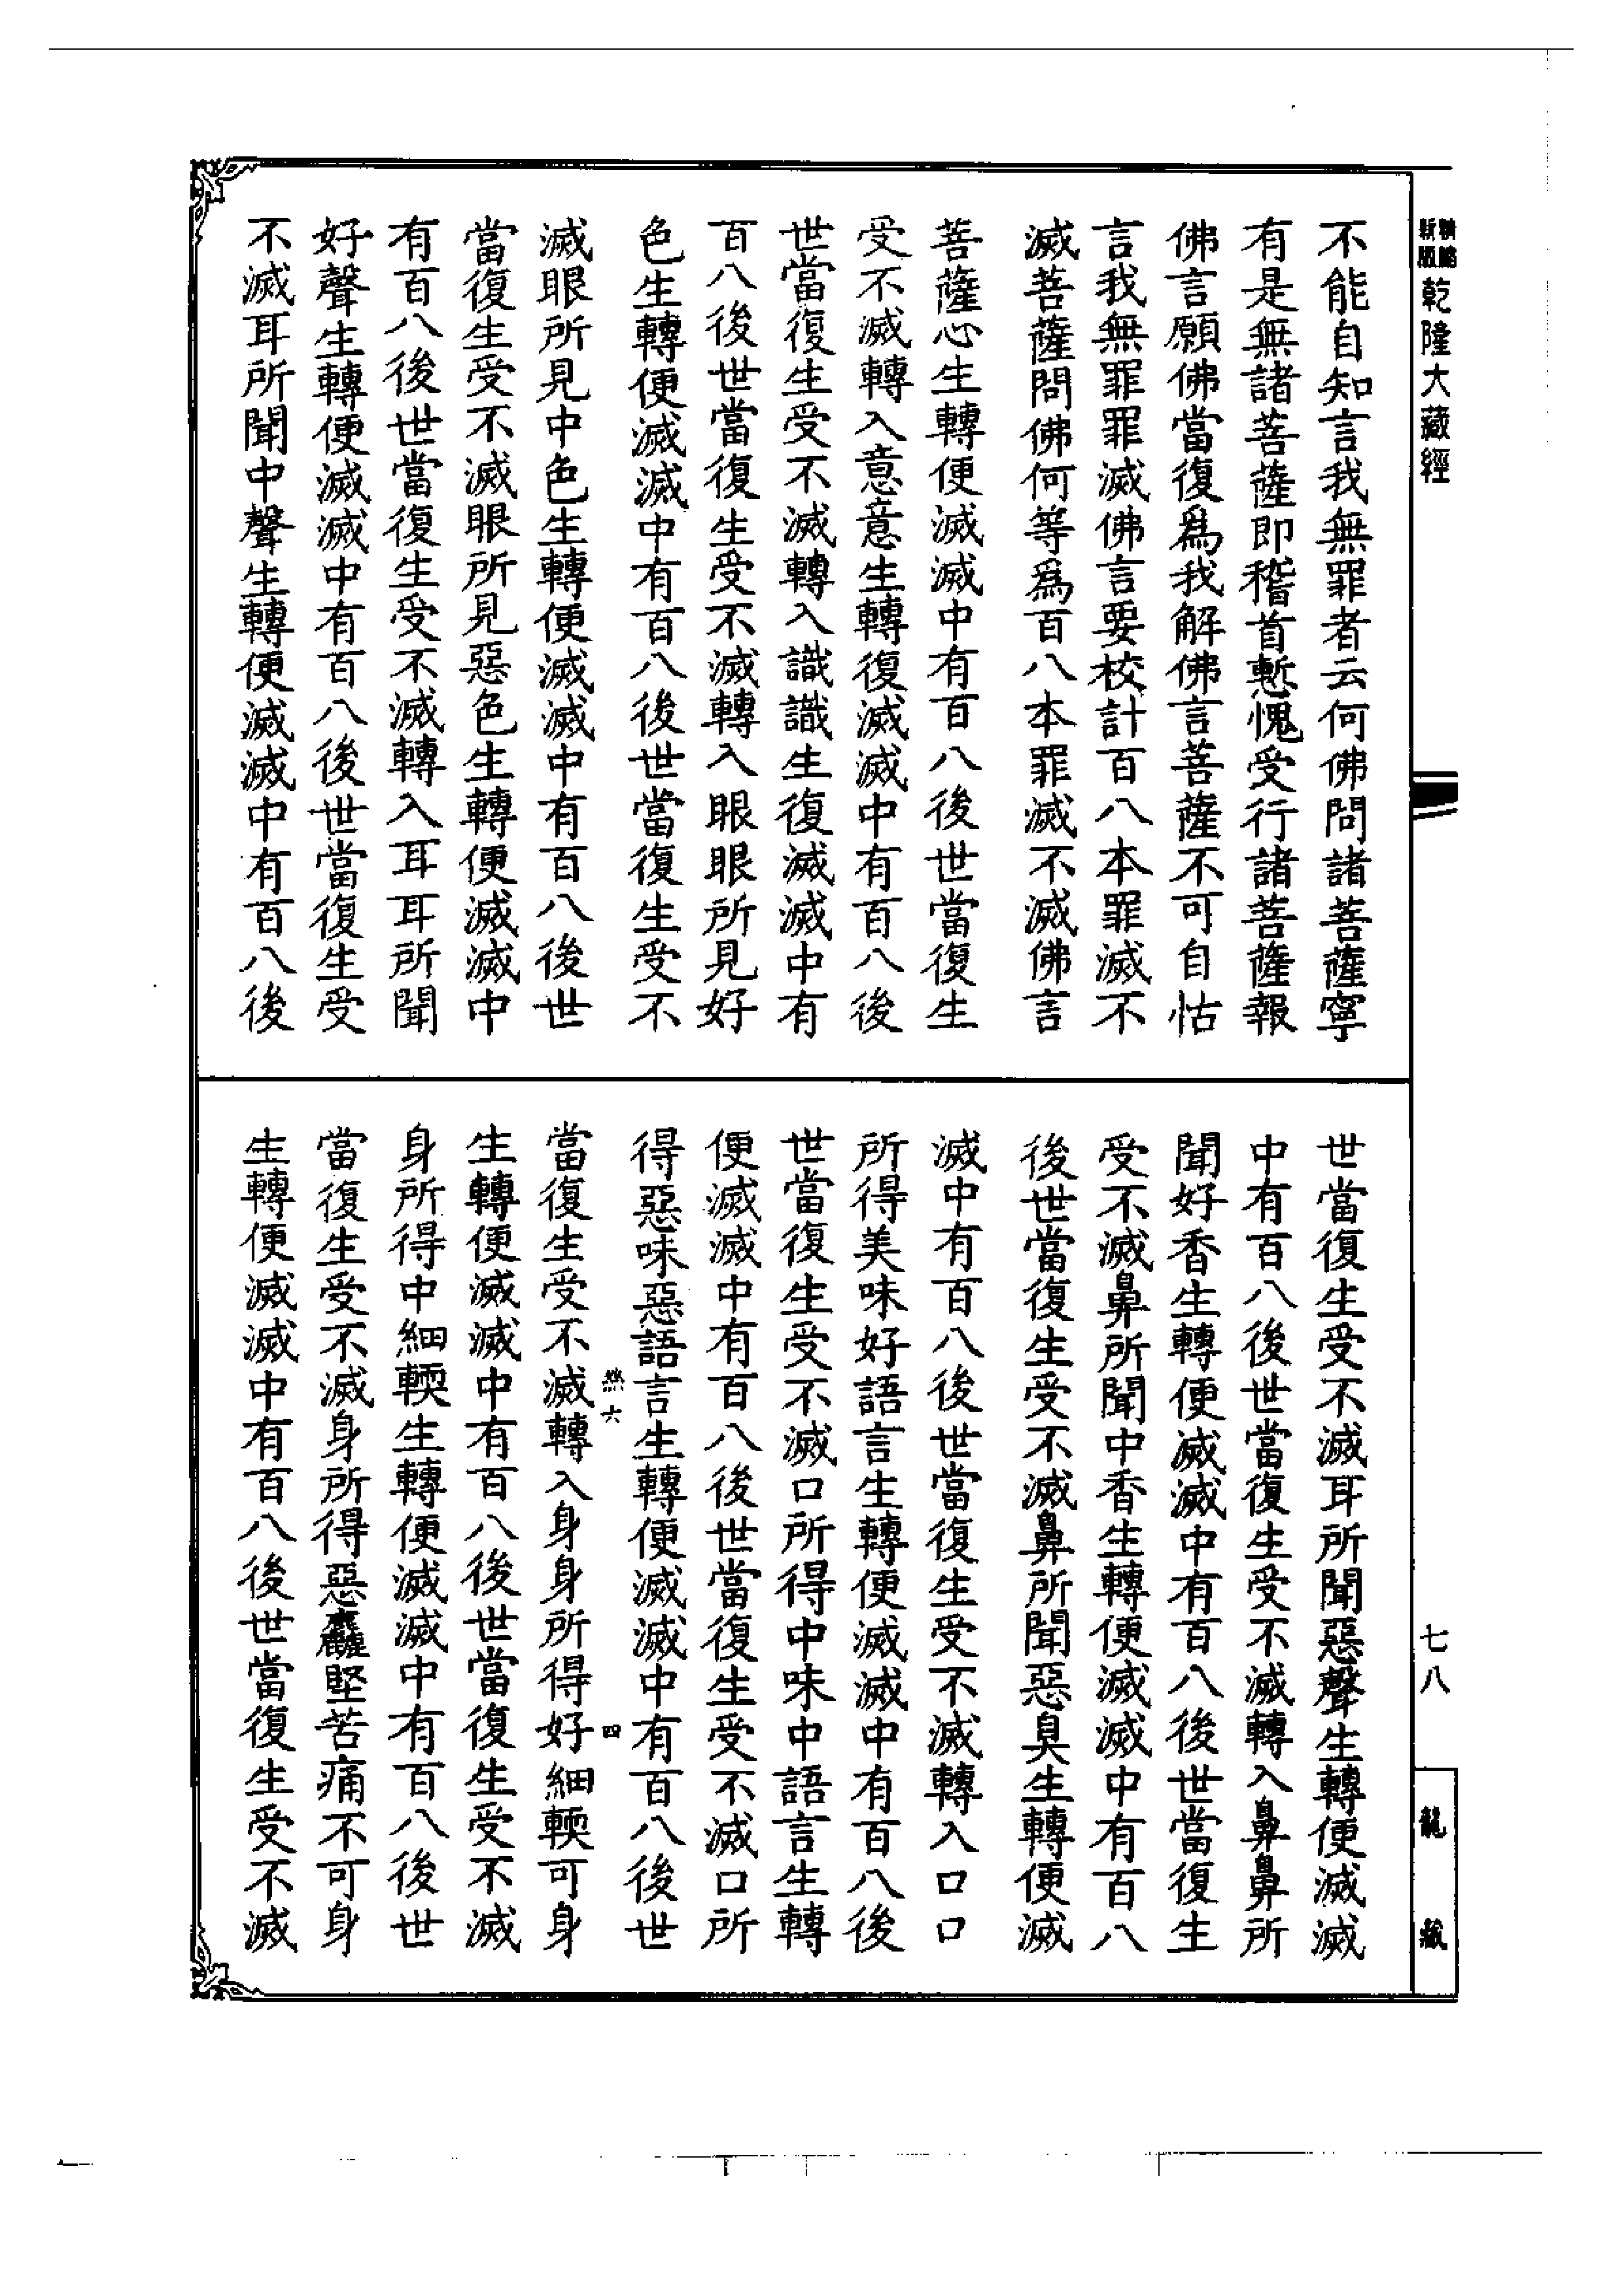 新版
乾隆大藏經
不能自知言我無罪者云何佛問諸菩薩寧
有是無諸菩薩即稽首慙愧受行諸菩薩報
佛言願佛當復爲我解佛言菩薩不可自怙
言我無罪罪滅佛言要校計百八本罪滅不
滅菩薩問佛何等爲百八本罪滅不滅佛言
菩薩心生轉便滅滅中有百八後世當復生
受不滅轉入意意生轉復滅滅中有百八後
世當復生受不滅轉入識識生復滅滅中有
百八後世當復生受不滅轉入眼眼所見好
色生轉便滅滅中有百八後世當復生受不
滅眼所見中色生轉便滅滅中有百八後世
當復生受不滅眼所見惡色生轉便滅滅中
有百八後世當復生受不滅轉入耳耳所聞
好聲生轉便滅滅中有百八後世當復生受
不滅耳所聞中聲生轉便滅滅中有百八後
世當復生受不滅耳所聞惡聲生轉便滅滅
中有百八後世當復生受不滅轉入鼻鼻所
聞好香生轉便滅滅中有百八後世當復生
受不滅鼻所聞中香生轉便滅滅中有百八
後世當復生受不滅鼻所聞惡臭生轉便滅
滅中有百八後世當復生受不滅轉入口口
所得美味好語言生轉便滅滅中有百八後
世當復生受不滅口所得中味中語言生轉
便滅滅中有百八後世當復生受不滅口所
得惡味惡語言生轉便滅滅中有百八後世
六 四
當復生受不滅轉入身身所得好細輭可身
生轉便滅滅中有百八後世當復生受不滅
身所得中細輭生轉便滅滅中有百八後世
當復生受不滅身所得惡麤堅苦痛不可身
生轉便滅滅中有百八後世當復生受不滅
七八
龍藏